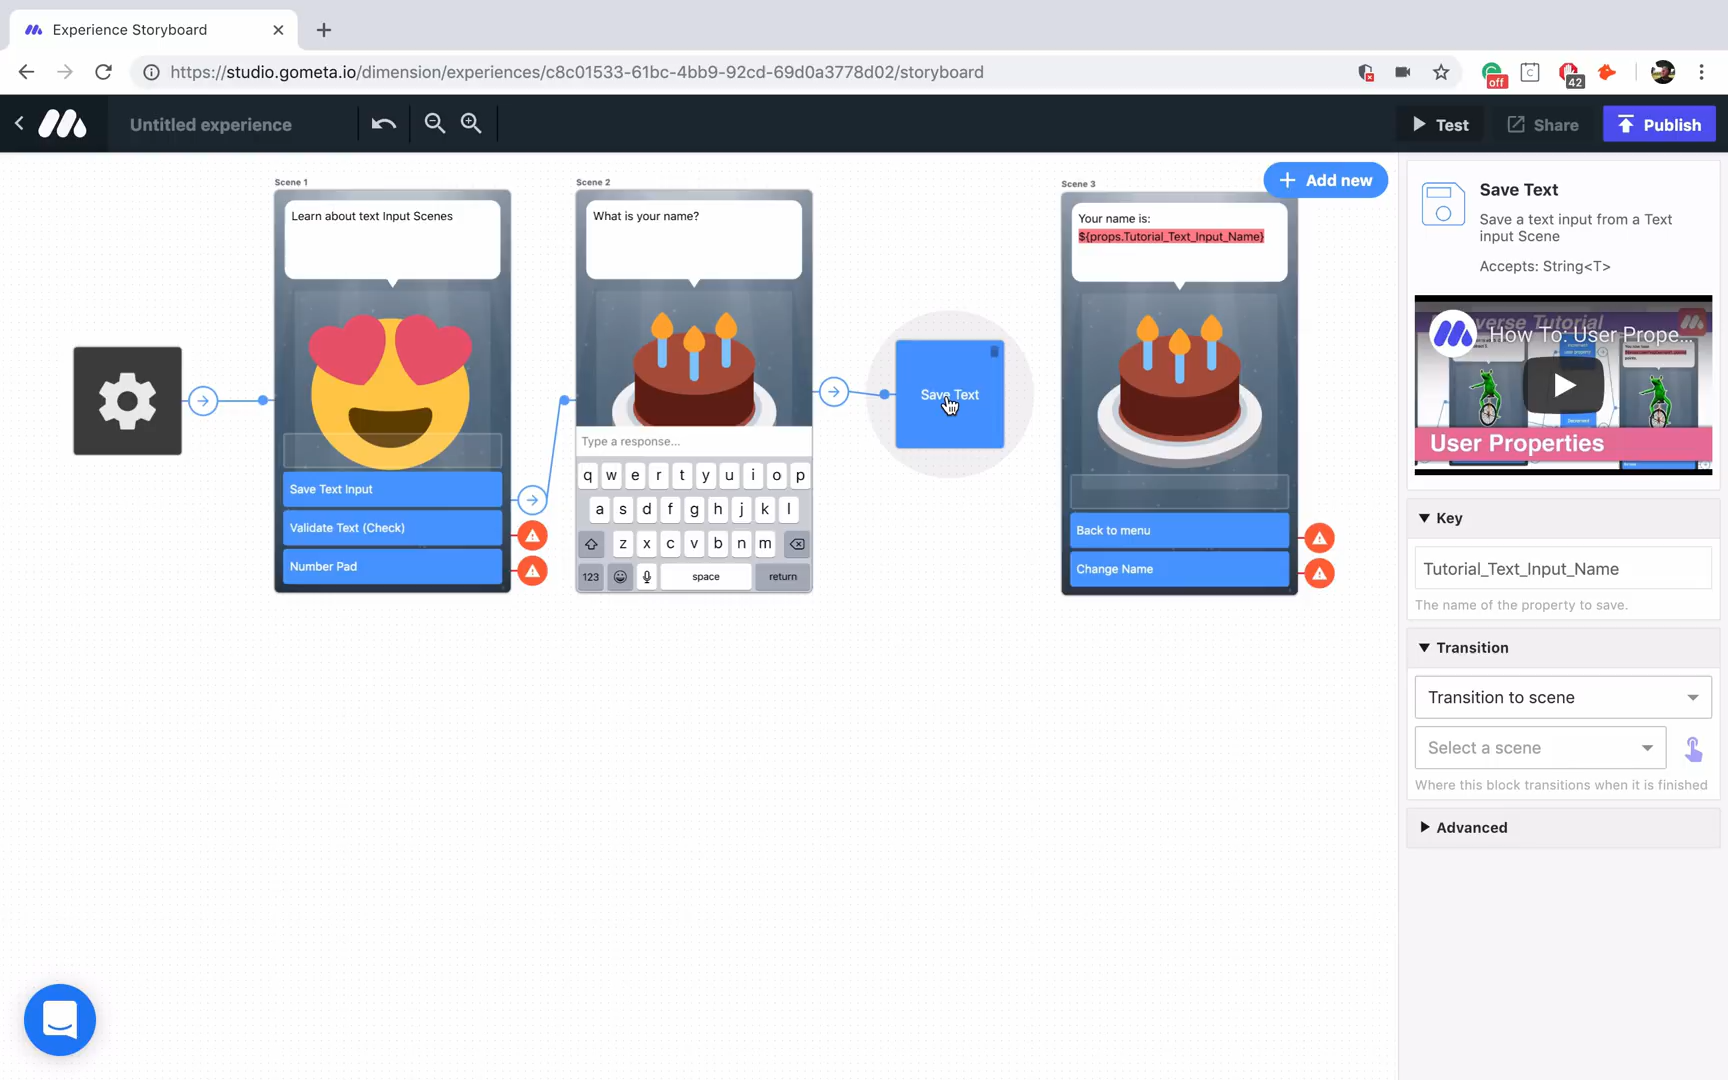 Experience Storyboard
https://studio.gometa.io/dimension/experiences/c8c01533-61bc-4bb9-92cd-69d0a3778d02/storyboard
off
C
42
Untitled experience
Test
Share
Publish
Add new
Scene 1
Learn about text Input Scenes
Save Text Input
Validate Text (Check)
Number Pad
Scene 2
What is your name?
Type a response...
q w e r t y u i o p
a s d f g h j k l
z x c v b n m
123
space
return
Save Text
Scene 3
Your name is:
${props.Tutorial_Text_Input_Name}
Back to menu
Change Name
Save Text
Save a text input from a Text
input Scene
Accepts: String<T>
How To: User Prope...
User Properties
Key
Tutorial_Text_Input_Name
The name of the property to save.
Transition
Transition to scene
Select a scene
Where this block transitions when it is finished
Advanced